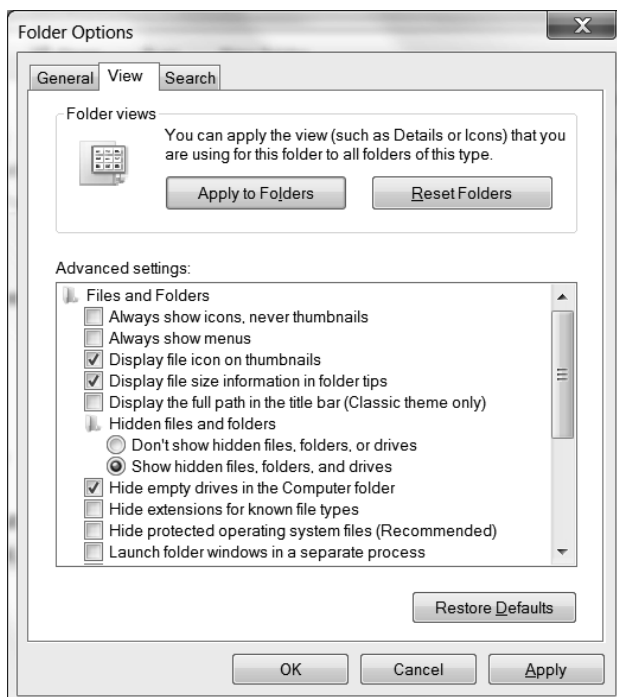 Folder Options
General View Search
Folder views
You can apply the view (such as Details or Icons) that you
are using for this folder to all folders of this type.
Apply to Folders Reset Folders
Advanced settings:
Files and Folders
Always show icons, never thumbnails
Always show menus
Display file icon on thumbnails
Display file size information in folder tips
Display the full path in the title bar (Classic theme only)
Hidden files and folders
Don't show hidden files, folders, or drives
Show hidden files, folders, and drives
Hide empty drives in the Computer folder
Hide extensions for known file types
Hide protected operating system files (Recommended)
Launch folder windows in a separate process
Restore Defaults
OK Cancel Apply